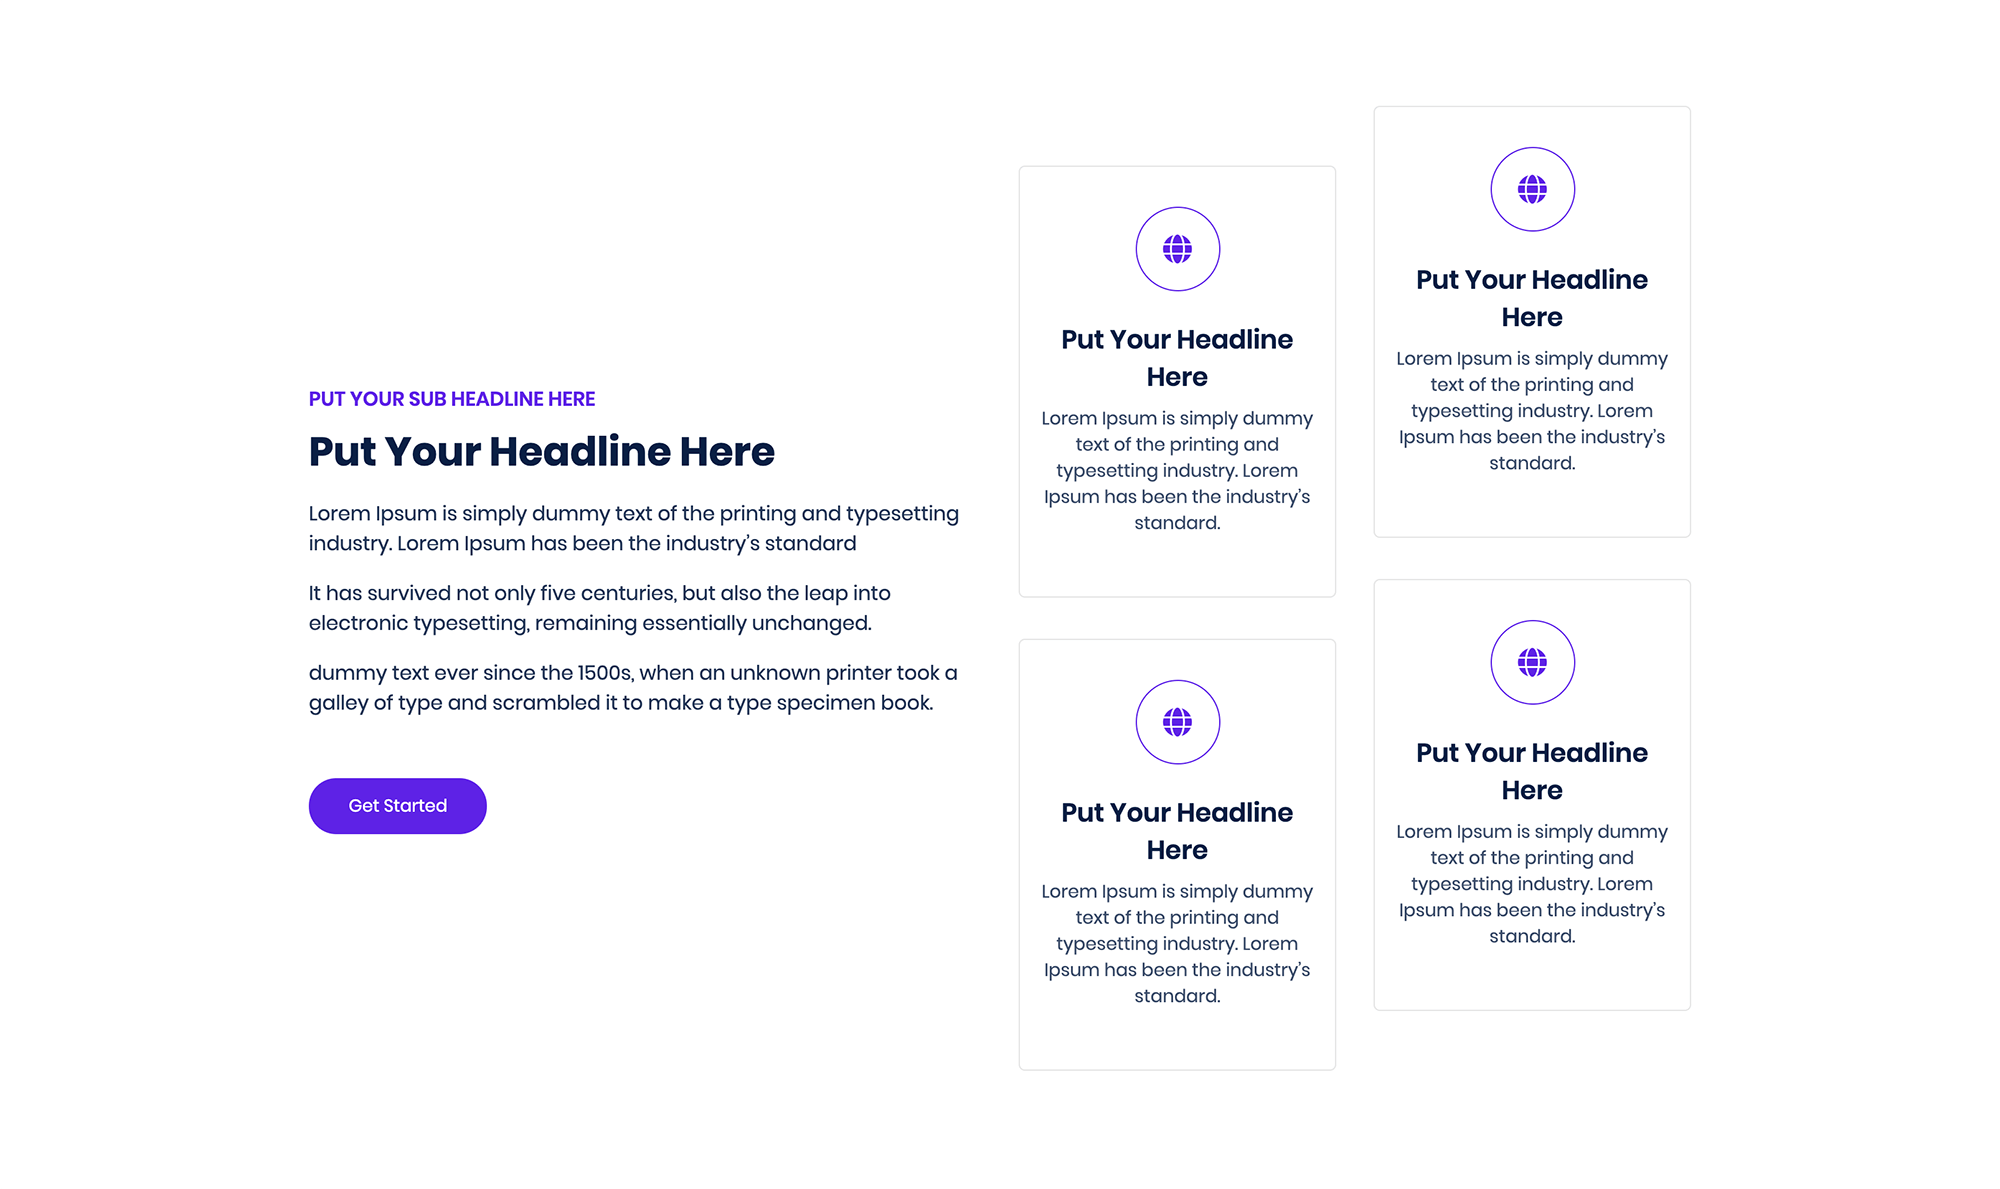 PUT YOUR SUB HEADLINE HERE
Put Your Headline Here
Lorem Ipsum is simply dummy text of the printing and typesetting
industry. Lorem Ipsum has been the industry’s standard
It has survived not only five centuries, but also the leap into
electronic typesetting, remaining essentially unchanged.
dummy text ever since the 1500s, when an unknown printer took a
galley of type and scrambled it to make a type specimen book.
Get Started
Put Your Headline
Here
Lorem Ipsum is simply dummy
text of the printing and
typesetting industry. Lorem
Ipsum has been the industry’s
standard.
Put Your Headline
Here
Lorem Ipsum is simply dummy
text of the printing and
typesetting industry. Lorem
Ipsum has been the industry’s
standard.
Put Your Headline
Here
Lorem Ipsum is simply dummy
text of the printing and
typesetting industry. Lorem
Ipsum has been the industry’s
standard.
Put Your Headline
Here
Lorem Ipsum is simply dummy
text of the printing and
typesetting industry. Lorem
Ipsum has been the industry’s
standard.